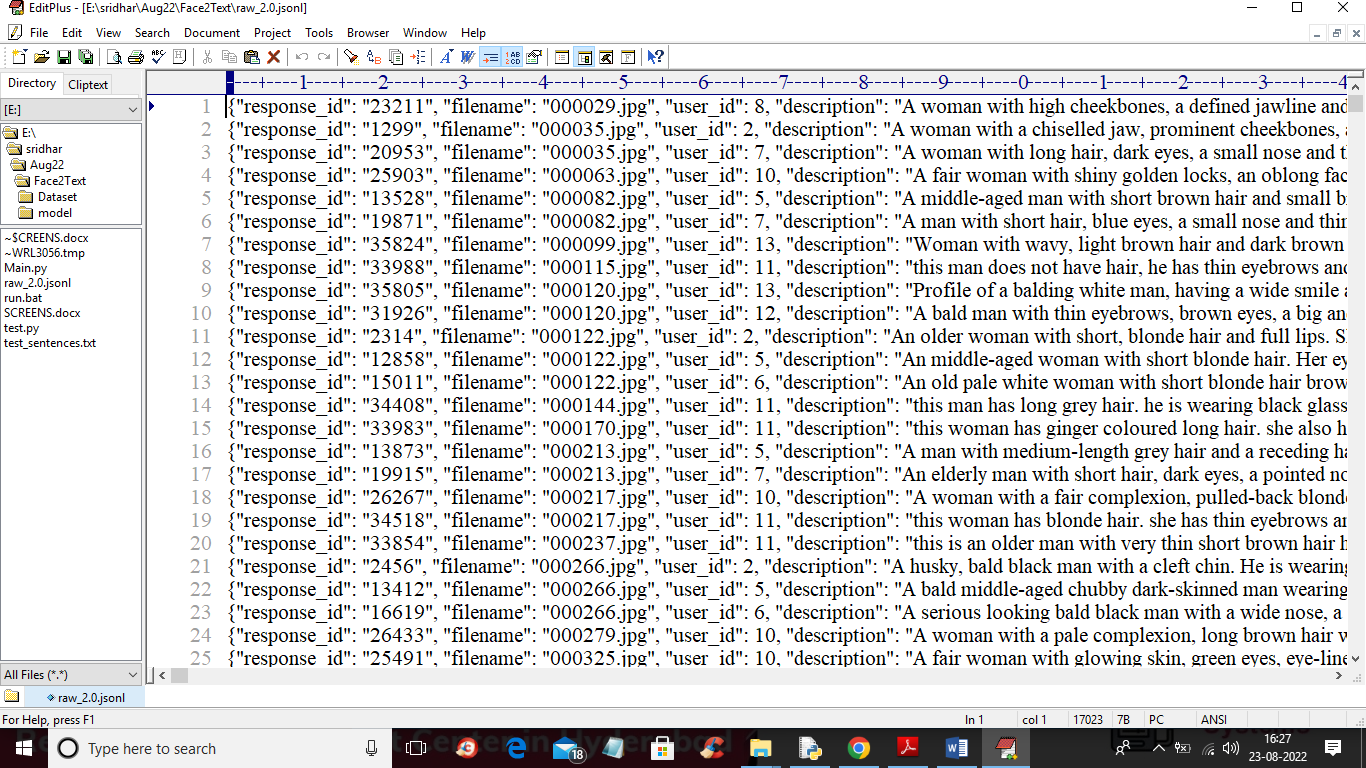 EditPlus - [E:\sridhar\Aug22\Face2Text\raw_2.0.jsonl]
File Edit View Search Document Project Tools Browser Window Help
Directory Cliptext
[E:]
E:\
sridhar
Aug22
Face2Text
Dataset
model
~$CREENS.docx
~WRL3056.tmp
Main.py
raw_2.0.jsonl
run.bat
SCREENS.docx
test.py
test_sentences.txt
All Files (*.*)
----+----1----+----2----+----3----+----4----+----5----+----6----+----7----+----8----+----9----+----0----+----1----+----2----+----3----+----4
1 {"response_id": "23211", "filename": "000029.jpg", "user_id": 8, "description": "A woman with high cheekbones, a defined jawline and
2 {"response_id": "1299", "filename": "000035.jpg", "user_id": 2, "description": "A woman with a chiselled jaw, prominent cheekbones,
3 {"response_id": "20953", "filename": "000035.jpg", "user_id": 7, "description": "A woman with long hair, dark eyes, a small nose and
4 {"response_id": "25903", "filename": "000063.jpg", "user_id": 10, "description": "A fair woman with shiny golden locks, an oblong
5 {"response_id": "13528", "filename": "000082.jpg", "user_id": 5, "description": "A middle-aged man with short brown hair and small
6 {"response_id": "19871", "filename": "000082.jpg", "user_id": 7, "description": "A man with short hair, blue eyes, a small nose and
7 {"response_id": "35824", "filename": "000099.jpg", "user_id": 13, "description": "Woman with wavy, light brown hair and dark brown
8 {"response_id": "33988", "filename": "000115.jpg", "user_id": 11, "description": "this man does not have hair, he has thin eyebrows and
9 {"response_id": "35805", "filename": "000120.jpg", "user_id": 13, "description": "Profile of a balding white man, having a wide smile
10 {"response_id": "31926", "filename": "000120.jpg", "user_id": 12, "description": "A bald man with thin eyebrows, brown eyes, a big
11 {"response_id": "2314", "filename": "000122.jpg", "user_id": 2, "description": "An older woman with short, blonde hair and full lips.
12 {"response_id": "12858", "filename": "000122.jpg", "user_id": 5, "description": "An middle-aged woman with short blonde hair. Her
13 {"response_id": "15011", "filename": "000122.jpg", "user_id": 6, "description": "An old pale white woman with short blonde hair
14 {"response_id": "34408", "filename": "000144.jpg", "user_id": 11, "description": "this man has long grey hair. he is wearing black
15 {"response_id": "33983", "filename": "000170.jpg", "user_id": 11, "description": "this woman has ginger coloured long hair. she also
16 {"response_id": "13873", "filename": "000213.jpg", "user_id": 5, "description": "A man with medium-length grey hair and a receding
17 {"response_id": "19915", "filename": "000213.jpg", "user_id": 7, "description": "An elderly man with short hair, dark eyes, a pointed
18 {"response_id": "26267", "filename": "000217.jpg", "user_id": 10, "description": "A woman with a fair complexion, pulled-back
19 {"response_id": "34518", "filename": "000217.jpg", "user_id": 11, "description": "this woman has blonde hair. she has thin eyebrows
20 {"response_id": "33854", "filename": "000237.jpg", "user_id": 11, "description": "this is an older man with very thin short brown hair
21 {"response_id": "2456", "filename": "000266.jpg", "user_id": 2, "description": "A husky, bald black man with a cleft chin. He is wearing
22 {"response_id": "13412", "filename": "000266.jpg", "user_id": 5, "description": "A bald middle-aged chubby dark-skinned man wearing
23 {"response_id": "16619", "filename": "000266.jpg", "user_id": 6, "description": "A serious looking bald black man with a wide nose, a
24 {"response_id": "26433", "filename": "000279.jpg", "user_id": 10, "description": "A woman with a pale complexion, long brown hair
25 {"response_id": "25491", "filename": "000325.jpg", "user_id": 10, "description": "A fair woman with glowing skin, green eyes,
raw_2.0.jsonl
For Help, press F1 ln 1 col 1 17023 7B PC ANSI
Type here to search
18
16:27
23-08-2022